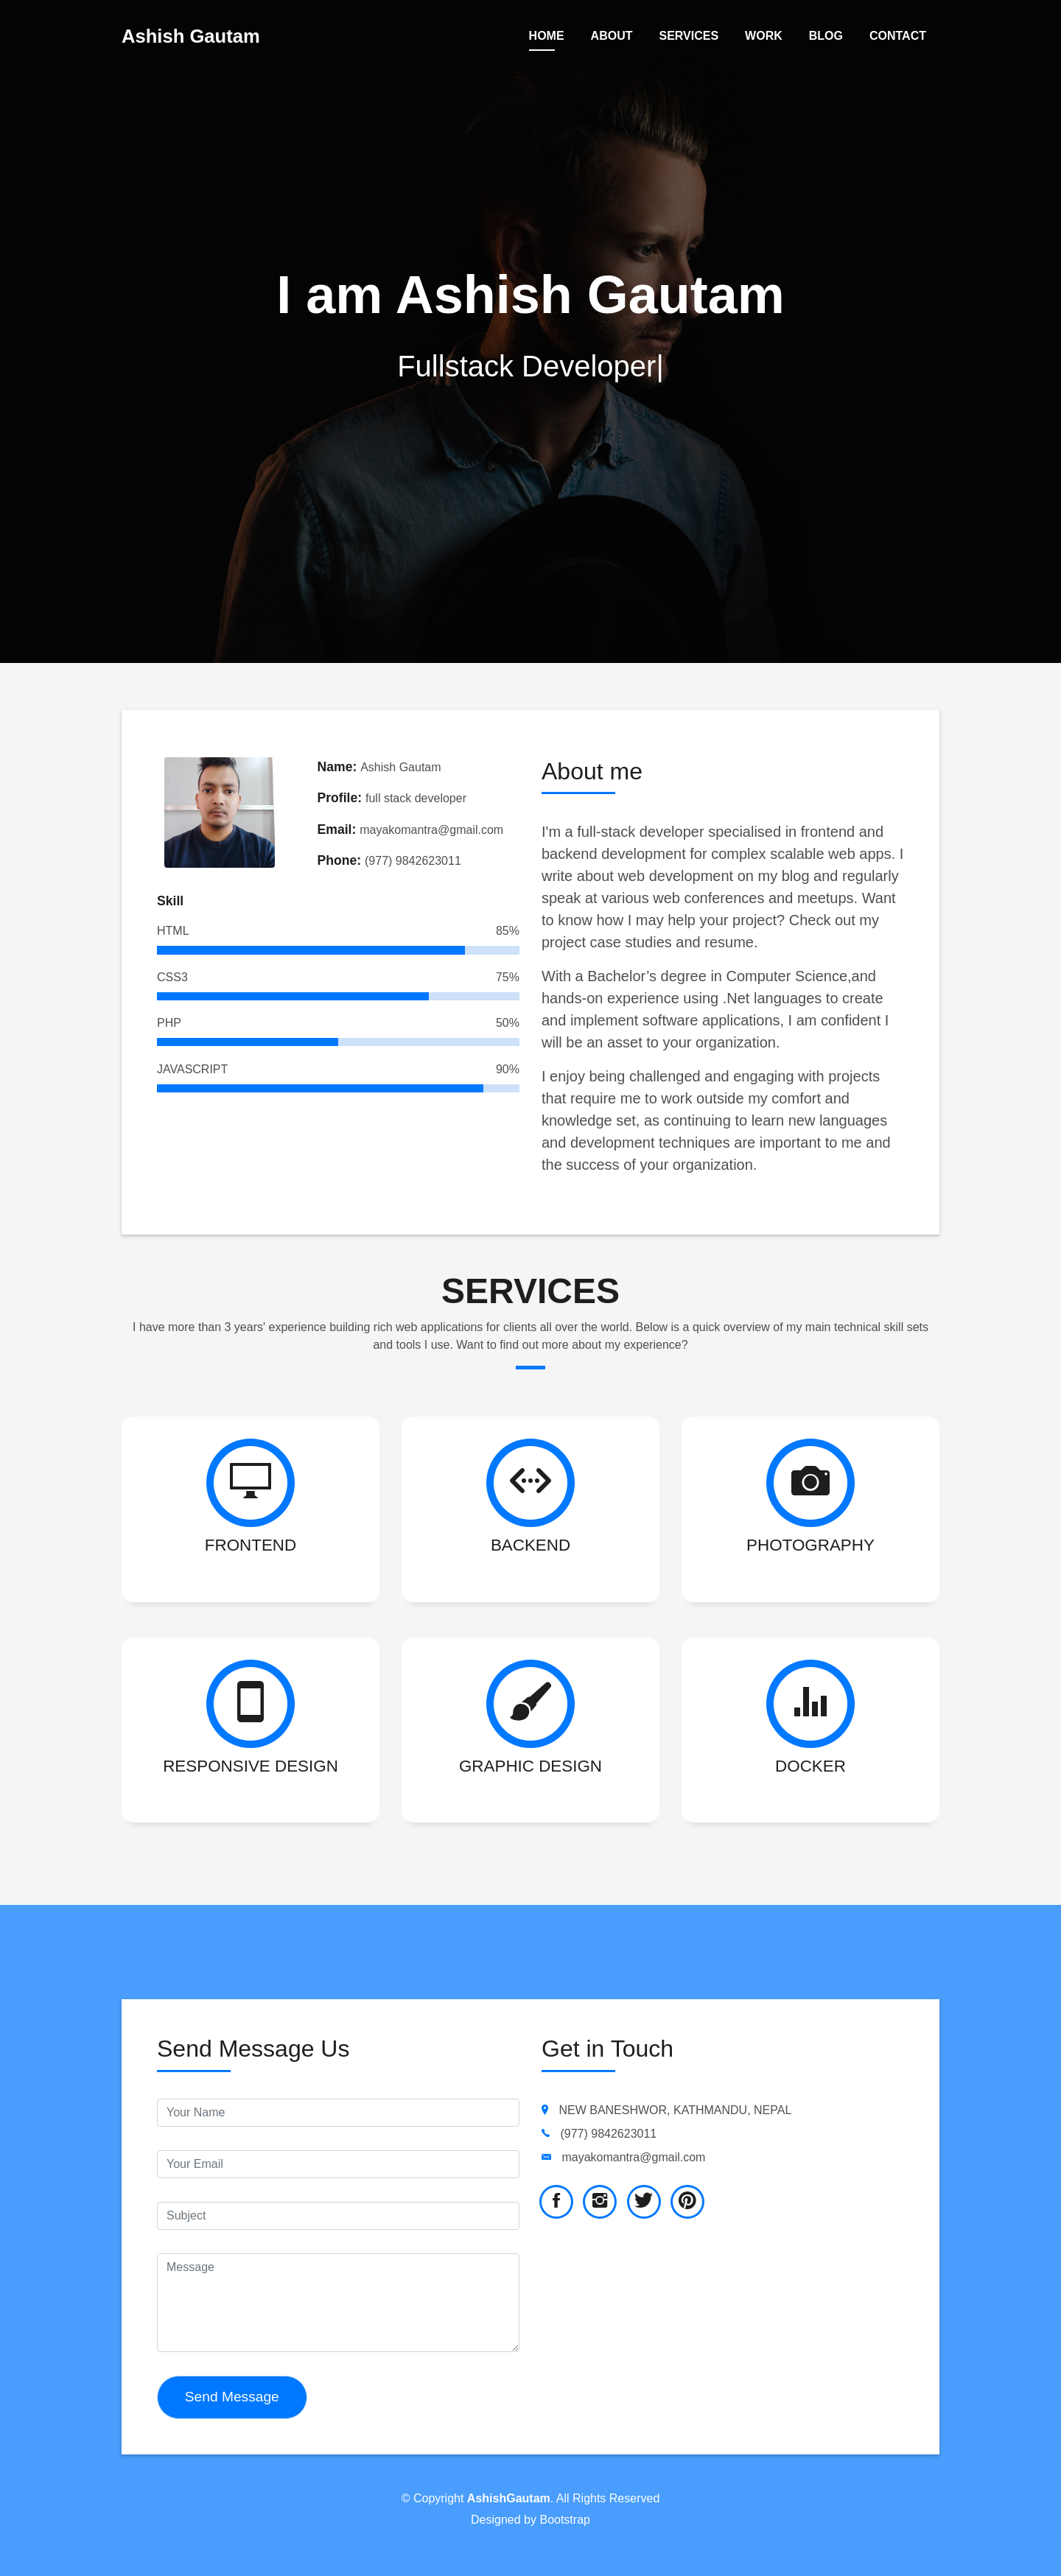 Ashish Gautam
HOME ABOUT SERVICES WORK BLOG CONTACT
I am Ashish Gautam
Fullstack Developer|
Name: Ashish Gautam
Profile: full stack developer
Email: mayakomantra@gmail.com
Phone: (977) 9842623011
Skill
HTML 85%
CSS3 75%
PHP 50%
JAVASCRIPT 90%
About me
I'm a full-stack developer specialised in frontend and
backend development for complex scalable web apps. I
write about web development on my blog and regularly
speak at various web conferences and meetups. Want
to know how I may help your project? Check out my
project case studies and resume.
With a Bachelor’s degree in Computer Science,and
hands-on experience using .Net languages to create
and implement software applications, I am confident I
will be an asset to your organization.
I enjoy being challenged and engaging with projects
that require me to work outside my comfort and
knowledge set, as continuing to learn new languages
and development techniques are important to me and
the success of your organization.
SERVICES
I have more than 3 years' experience building rich web applications for clients all over the world. Below is a quick overview of my main technical skill sets
and tools I use. Want to find out more about my experience?
FRONTEND
BACKEND
PHOTOGRAPHY
RESPONSIVE DESIGN
GRAPHIC DESIGN
DOCKER
Send Message Us
Your Name
Your Email
Subject
Message
Send Message
Get in Touch
NEW BANESHWOR, KATHMANDU, NEPAL
(977) 9842623011
mayakomantra@gmail.com
© Copyright AshishGautam. All Rights Reserved
Designed by Bootstrap